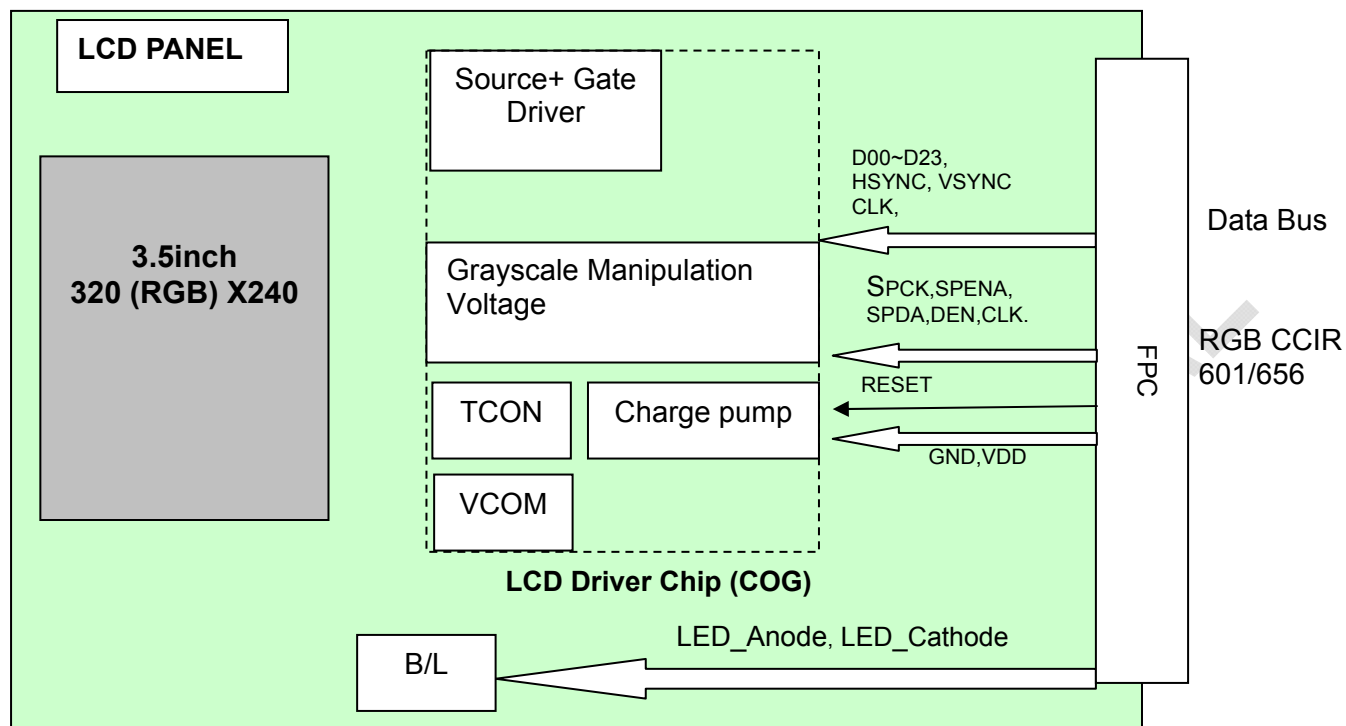 LCD PANEL
Source+ Gate
Driver
D00~D23,
HSYNC, VSYNC
CLK,
Data Bus
3.5inch
320 (RGB) X240
Grayscale Manipulation
Voltage
SPCK,SPENA,
SPDA,DEN,CLK.
FPC
RGB CCIR
601/656
RESET
TCON
Charge pump
GND,VDD
VCOM
LCD Driver Chip (COG)
LED_Anode, LED_Cathode
B/L